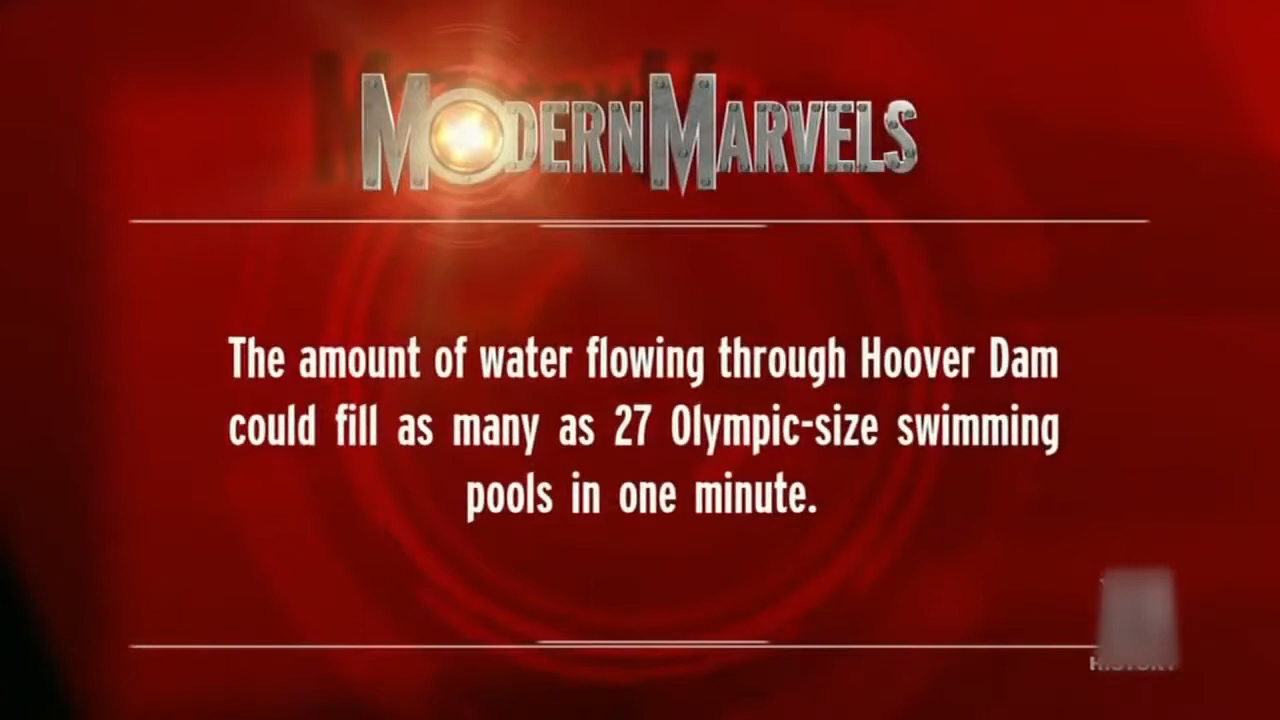 MODERN MARVELS
The amount of water flowing through Hoover Dam
could fill as many as 27 Olympic-size swimming
pools in one minute.
HISTORY